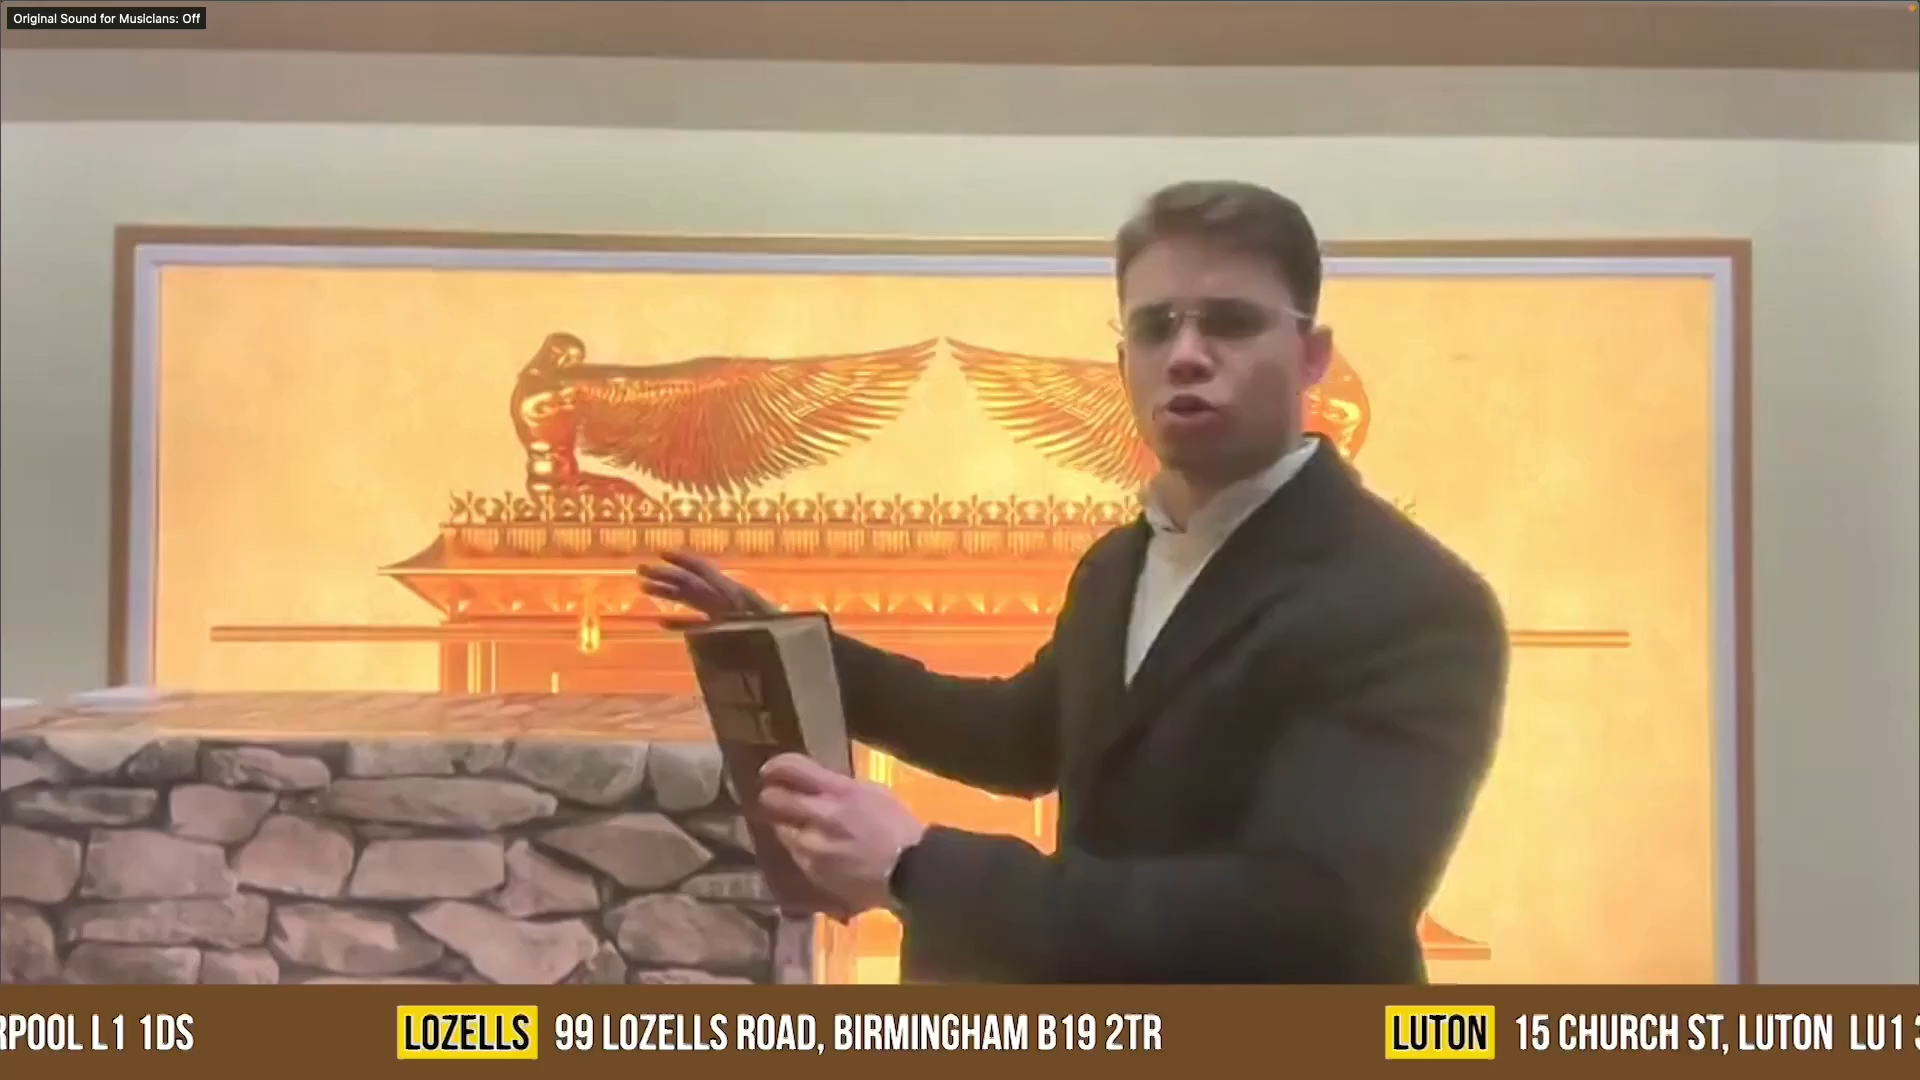 Original Sound for Musicians: Off
RPOOL L1 1DS LOZELLS 99 LOZELLS ROAD, BIRMINGHAM B19 2TR LUTON 15 CHURCH ST, LUTON LU1